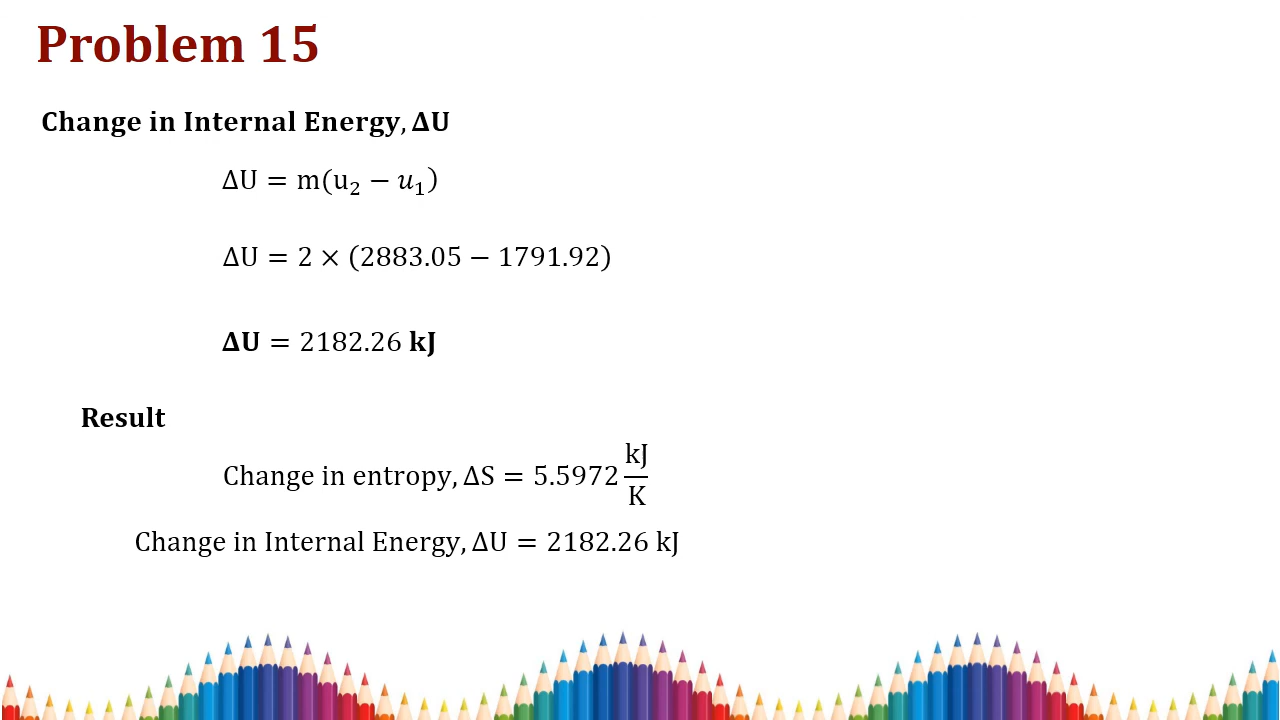 Problem 15
Change in Internal Energy, ΔU
ΔU = m(u₂ − u₁)
ΔU = 2 × (2883.05 − 1791.92)
ΔU = 2182.26 kJ
Result
Change in entropy, ΔS = 5.5972 kJ/K
Change in Internal Energy, ΔU = 2182.26 kJ